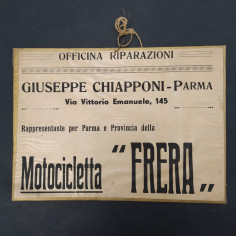 OFFICINA RIPARAZIONI
GIUSEPPE CHIAPPONI - PARMA
Via Vittorio Emanuele, 145
Rappresentante per Parma e Provincia della
Motocicletta "FRERA"